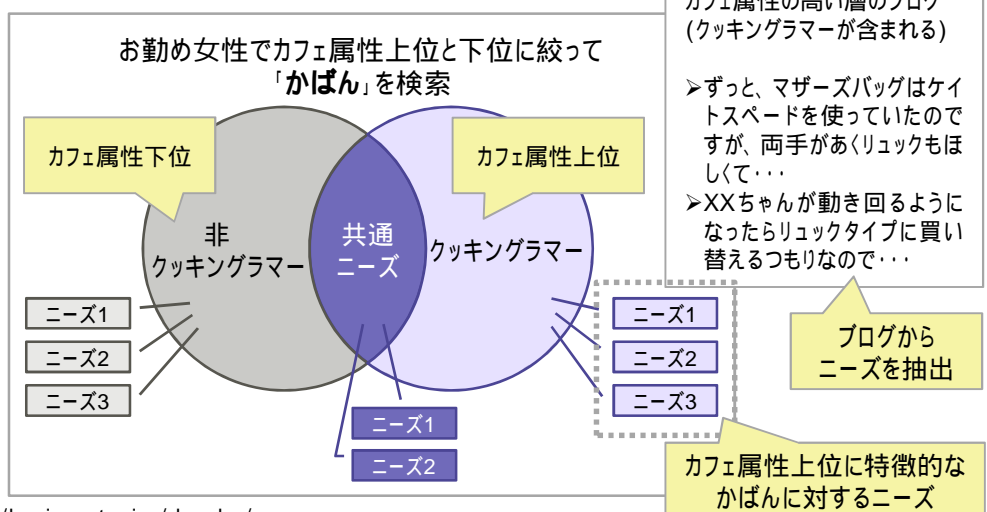 カフェ属性の高い層のブログ
(クッキングラマーが含まれる)
お勤め女性でカフェ属性上位と下位に絞って
「かばん」を検索
➢ずっと、マザーズバッグはケイ
トスペードを使っていたので
すが、両手があくリュックもほ
しくて・・・
➢XXちゃんが動き回るように
なったらリュックタイプに買い
替えるつもりなので・・・
カフェ属性下位
カフェ属性上位
非
クッキングラマー
共通
ニーズ
クッキングラマー
ニーズ1
ニーズ2
ニーズ3
ニーズ1
ニーズ2
ニーズ1
ニーズ2
ニーズ3
ブログから
ニーズを抽出
カフェ属性上位に特徴的な
かばんに対するニーズ